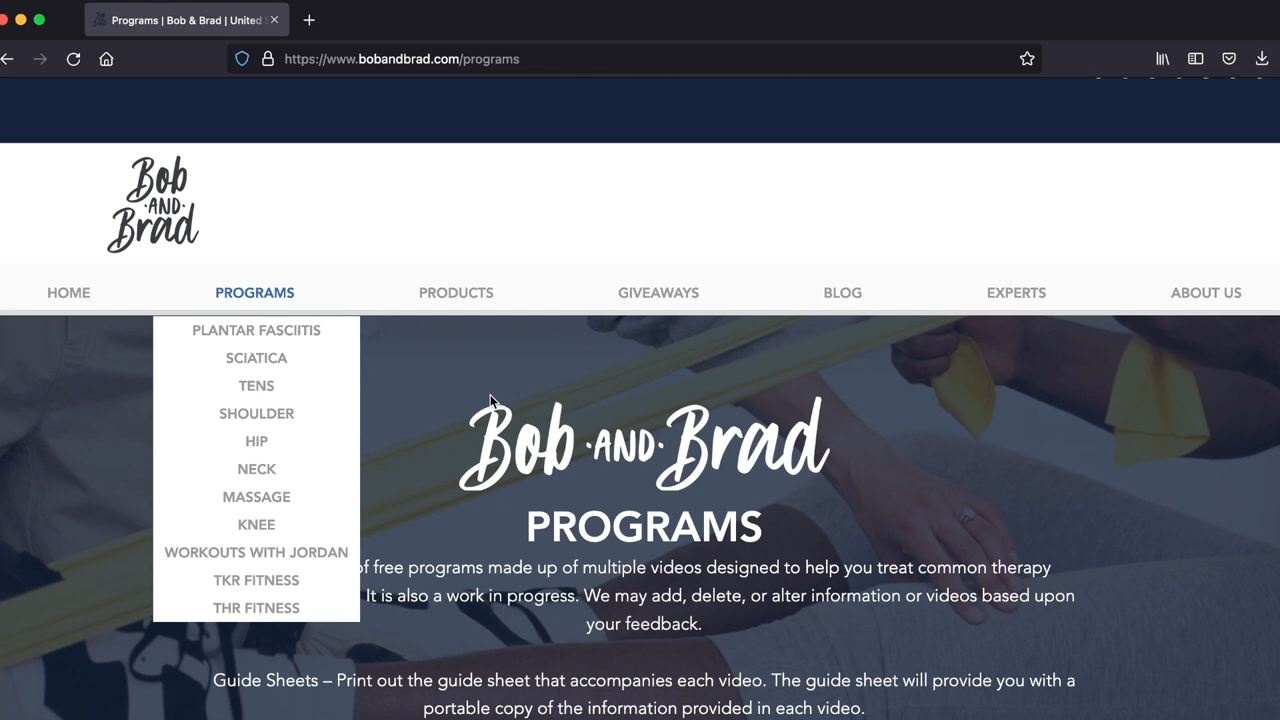 Programs | Bob & Brad | United
https://www.bobandbrad.com/programs
Bob
·AND·
Brad
HOME PROGRAMS PRODUCTS GIVEAWAYS BLOG EXPERTS ABOUT US
PLANTAR FASCIITIS
SCIATICA
TENS
SHOULDER
HIP
NECK
MASSAGE
KNEE
WORKOUTS WITH JORDAN
TKR FITNESS
THR FITNESS
Bob ·AND· Brad
PROGRAMS
of free programs made up of multiple videos designed to help you treat common therapy
It is also a work in progress. We may add, delete, or alter information or videos based upon
your feedback.
Guide Sheets – Print out the guide sheet that accompanies each video. The guide sheet will provide you with a
portable copy of the information provided in each video.